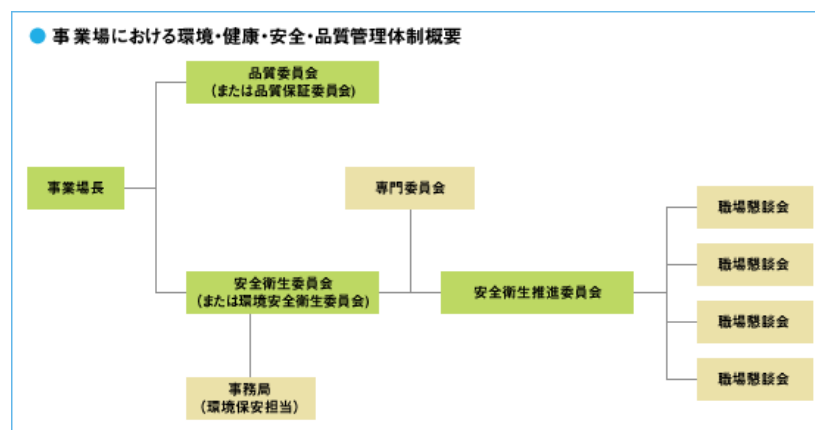 ● 事業場における環境・健康・安全・品質管理体制概要
品質委員会
(または品質保証委員会)
事業場長
専門委員会
職場懇談会
職場懇談会
安全衛生委員会
(または環境安全衛生委員会)
安全衛生推進委員会
職場懇談会
職場懇談会
事務局
(環境保安担当)